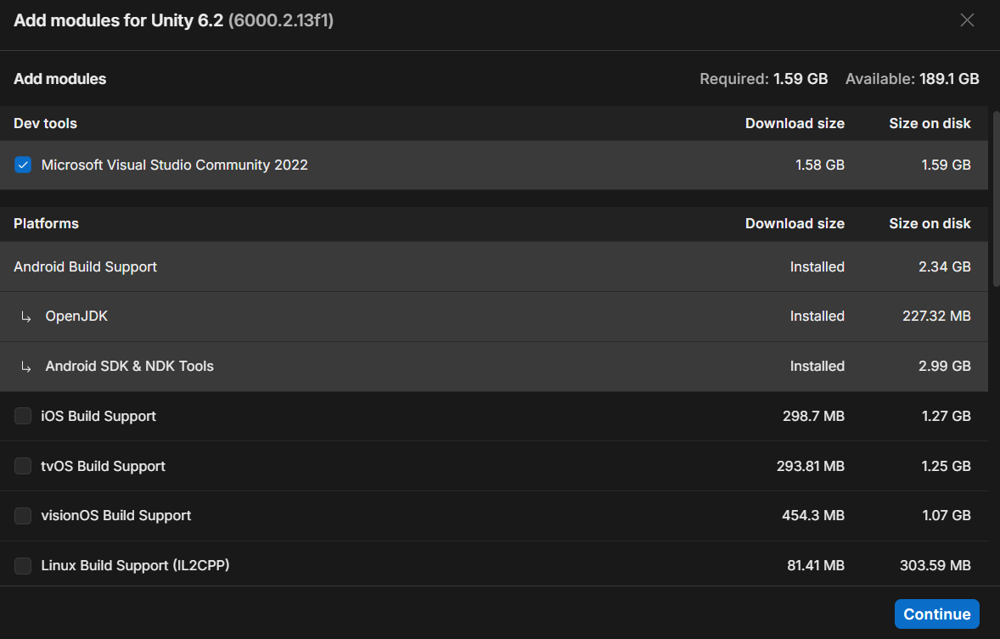 Add modules for Unity 6.2 (6000.2.13f1)
Add modules Required: 1.59 GB Available: 189.1 GB
Dev tools Download size Size on disk
Microsoft Visual Studio Community 2022 1.58 GB 1.59 GB
Platforms Download size Size on disk
Android Build Support Installed 2.34 GB
OpenJDK Installed 227.32 MB
Android SDK & NDK Tools Installed 2.99 GB
iOS Build Support 298.7 MB 1.27 GB
tvOS Build Support 293.81 MB 1.25 GB
visionOS Build Support 454.3 MB 1.07 GB
Linux Build Support (IL2CPP) 81.41 MB 303.59 MB
Continue